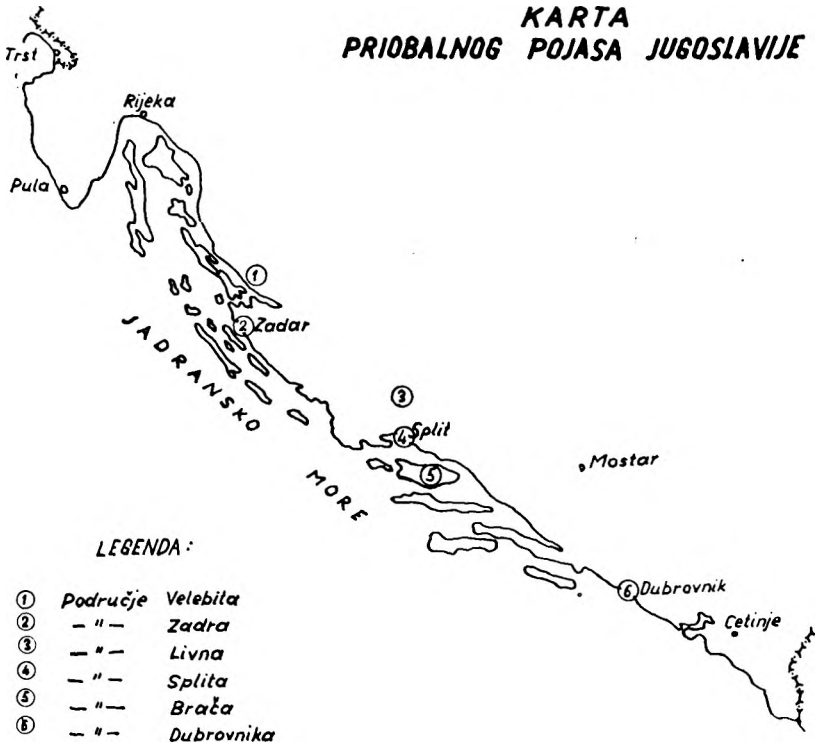 KARTA
PRIOBALNOG POJASA JUGOSLAVIJE
I
Trst
Rijeka
Pula
①
② Zadar
JADRANSKO
MORE
③
④ Split
⑤
Mostar
⑥ Dubrovnik
Cetinje
LEGENDA:
① Područje Velebita
② — " — Zadra
③ — " — Livna
④ — " — Splita
⑤ — " — Brača
⑥ — " — Dubrovnika